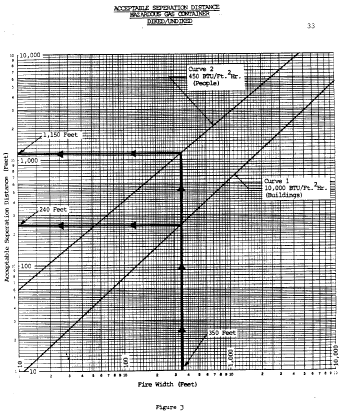 ACCEPTABLE SEPERATION DISTANCE
HAZARDOUS GAS CONTAINER
DIKED/UNDIKED
33
10,000
Curve 2
450 BTU/Ft.²Hr.
(People)
1,150 Feet
1,000
Curve 1
10,000 BTU/Ft.²Hr.
(Buildings)
240 Feet
100
350 Feet
Acceptable Seperation Distance (Feet)
10
10
100
1,000
10,000
Fire Width (Feet)
Figure 3